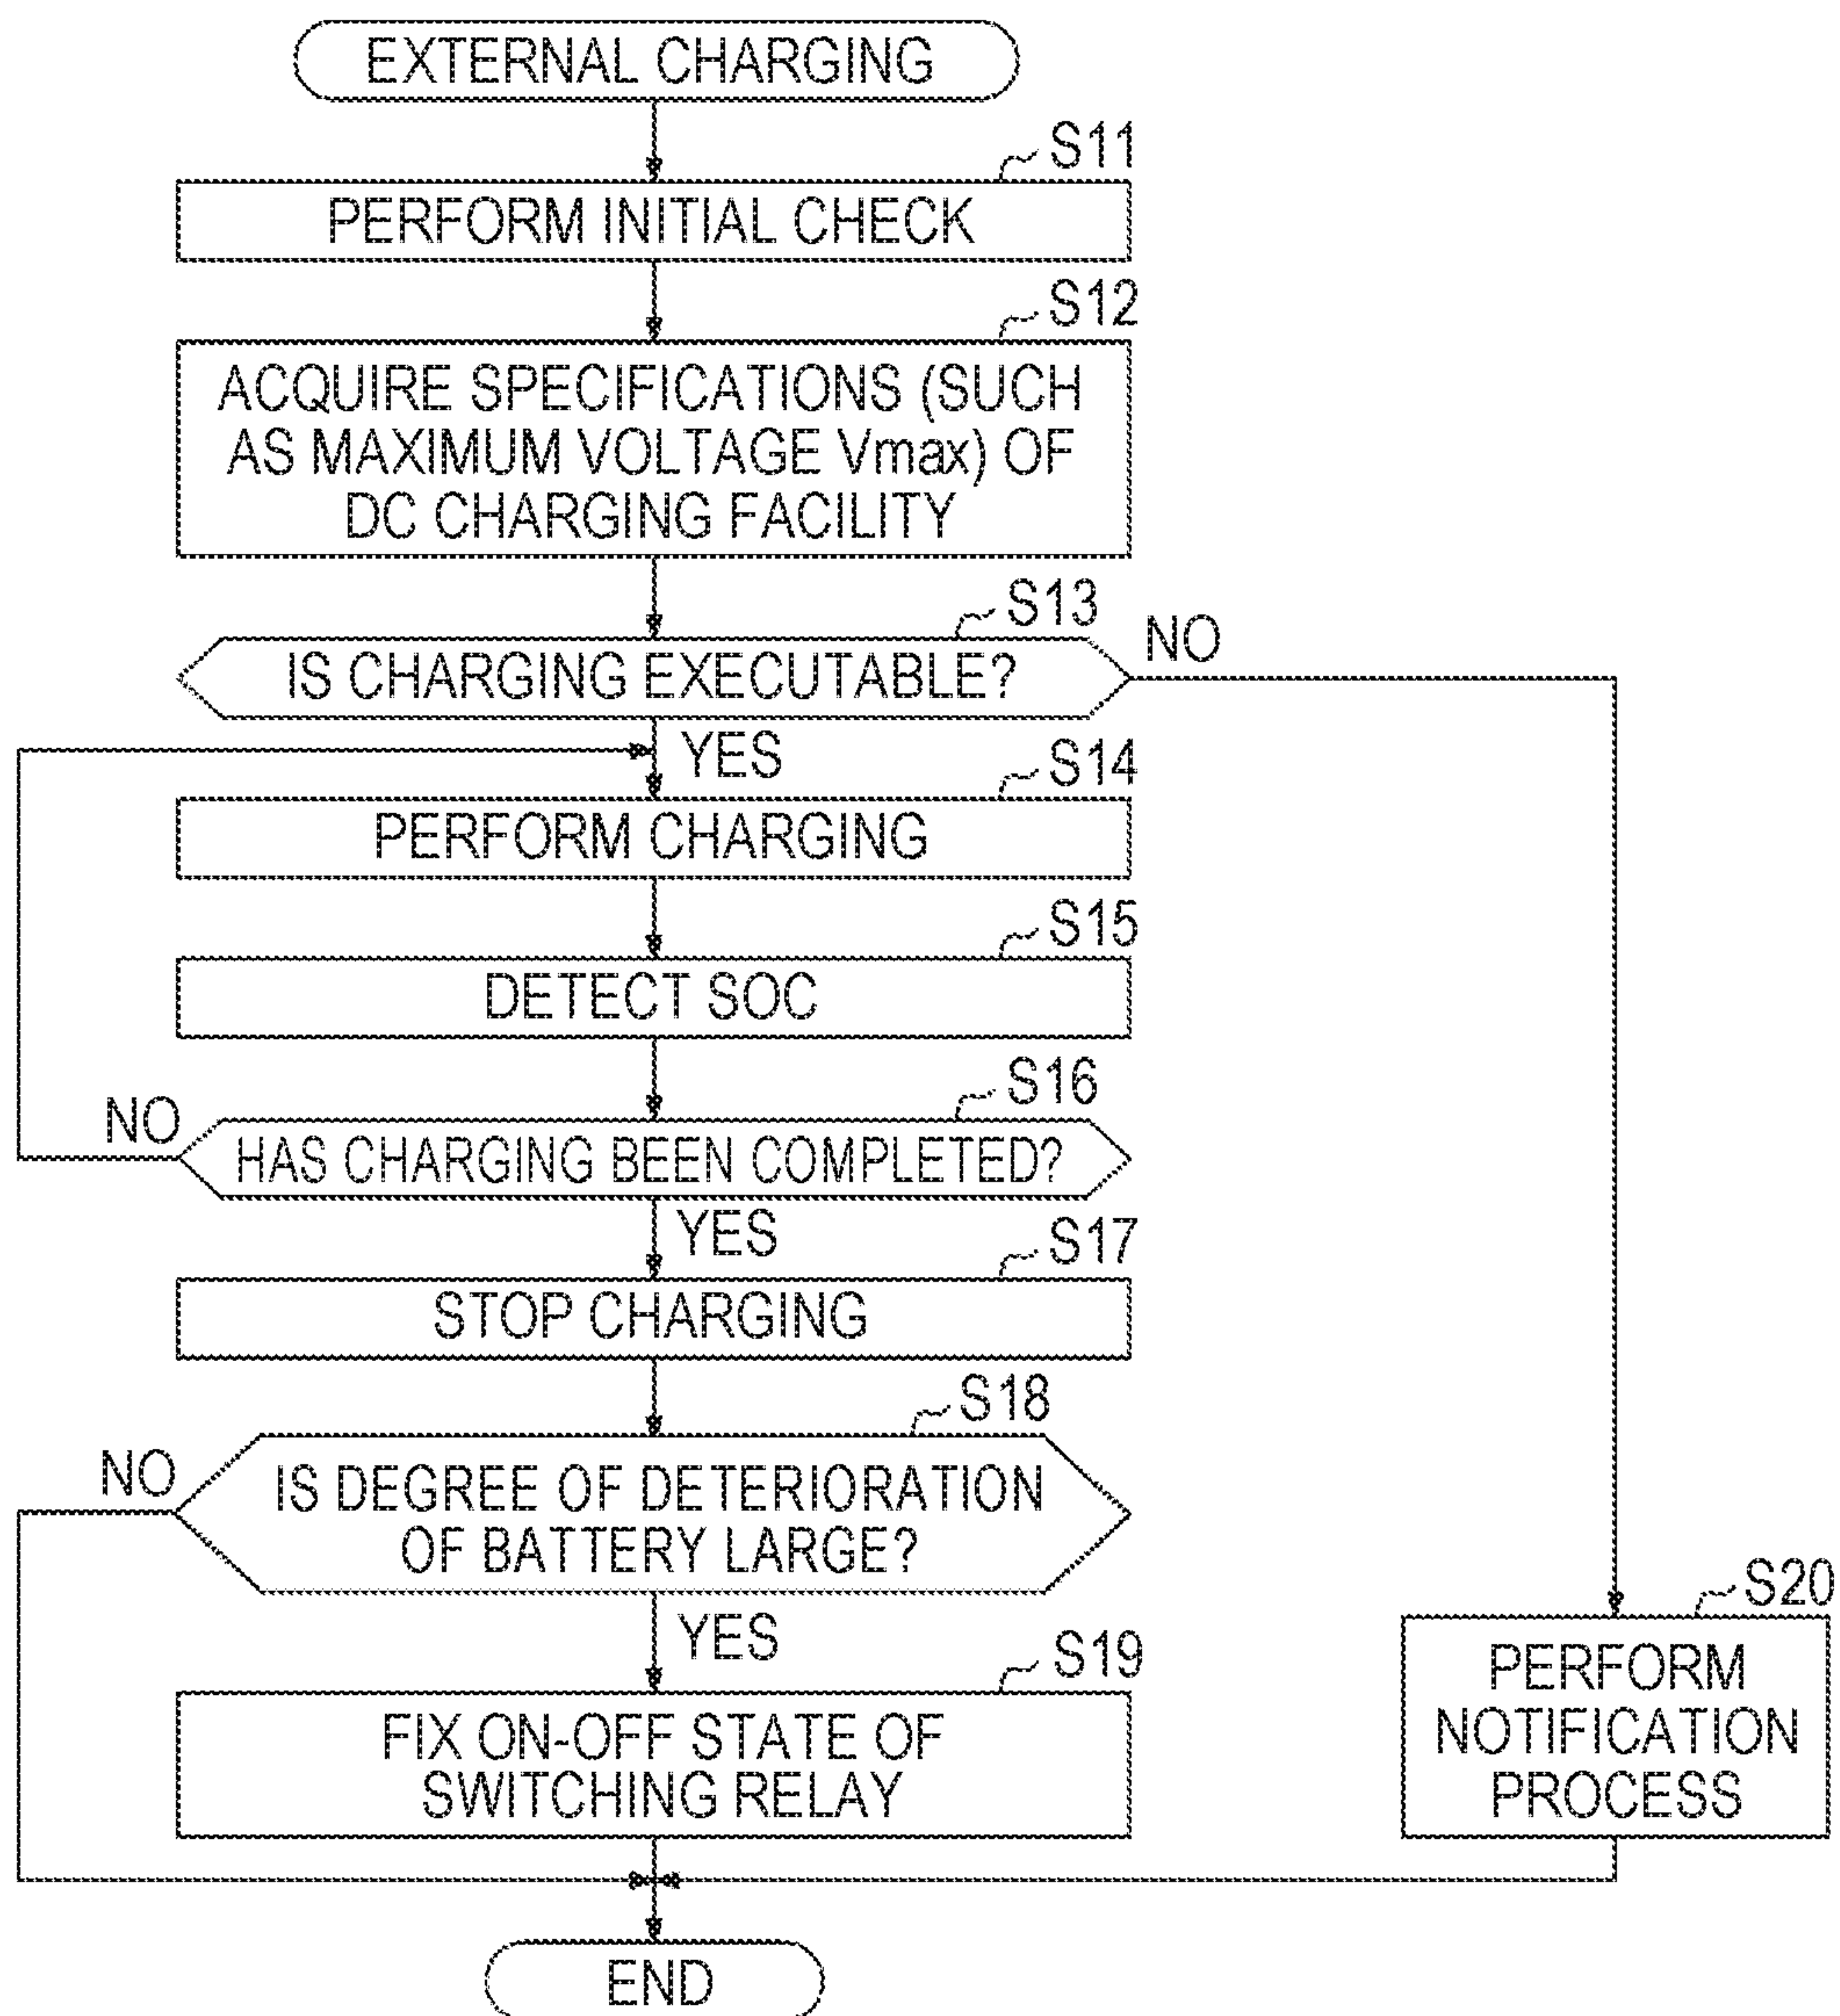 EXTERNAL CHARGING
S11
PERFORM INITIAL CHECK
S12
ACQUIRE SPECIFICATIONS (SUCH
AS MAXIMUM VOLTAGE Vmax) OF
DC CHARGING FACILITY
S13
IS CHARGING EXECUTABLE?
NO
YES
S14
PERFORM CHARGING
S15
DETECT SOC
S16
NO
HAS CHARGING BEEN COMPLETED?
YES
S17
STOP CHARGING
S18
NO
IS DEGREE OF DETERIORATION
OF BATTERY LARGE?
YES
S19
FIX ON-OFF STATE OF
SWITCHING RELAY
S20
PERFORM
NOTIFICATION
PROCESS
END